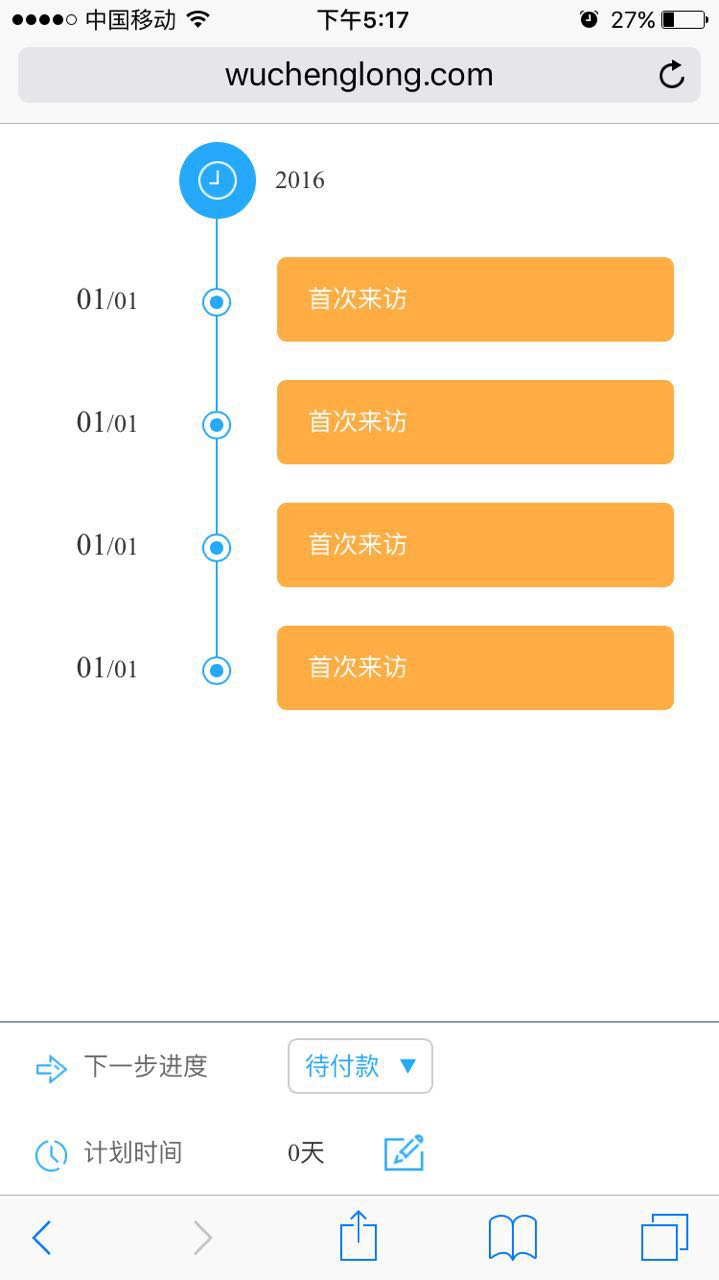 中国移动 下午5:17 27%
wuchenglong.com
2016
01/01 首次来访
01/01 首次来访
01/01 首次来访
01/01 首次来访
下一步进度 待付款
计划时间 0天